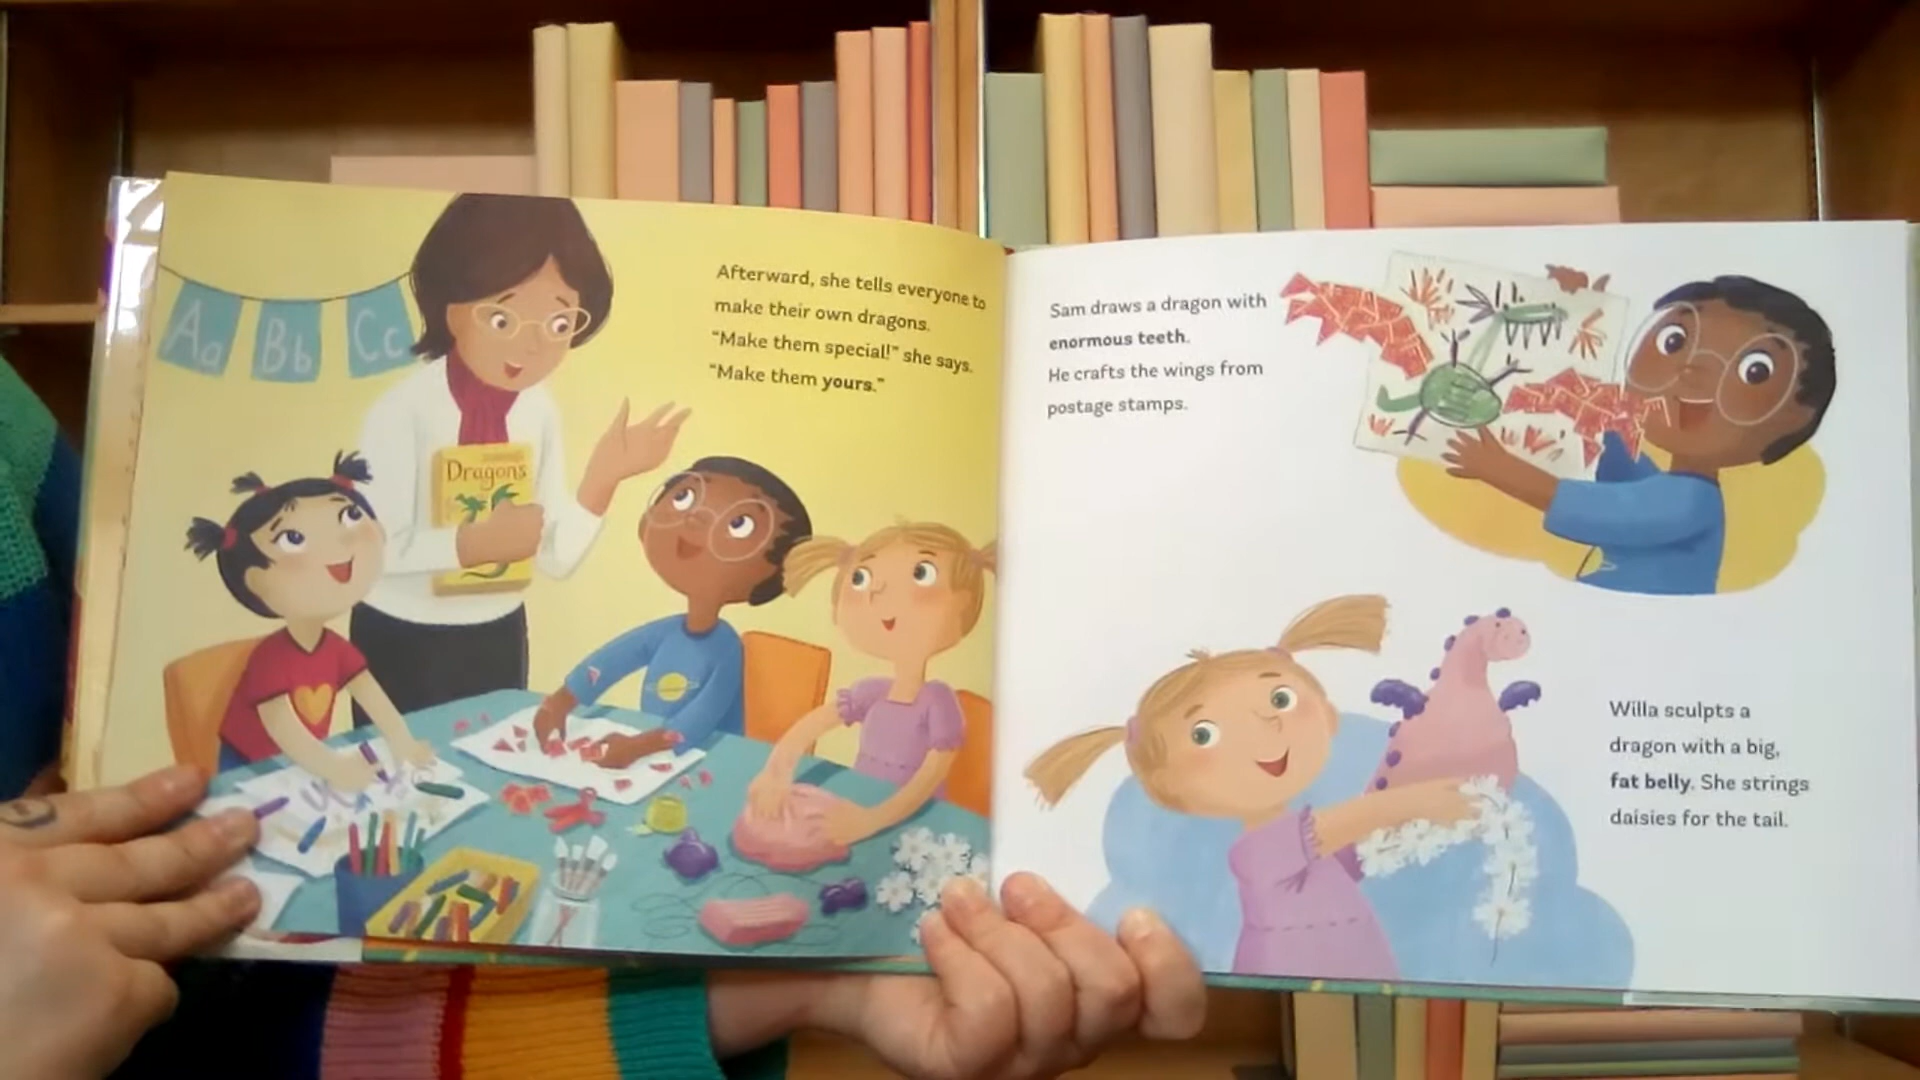 Aa Bb Cc
Dragons
Afterward, she tells everyone to
make their own dragons.
“Make them special!” she says.
“Make them yours.”
Sam draws a dragon with
enormous teeth.
He crafts the wings from
postage stamps.
Willa sculpts a
dragon with a big,
fat belly. She strings
daisies for the tail.